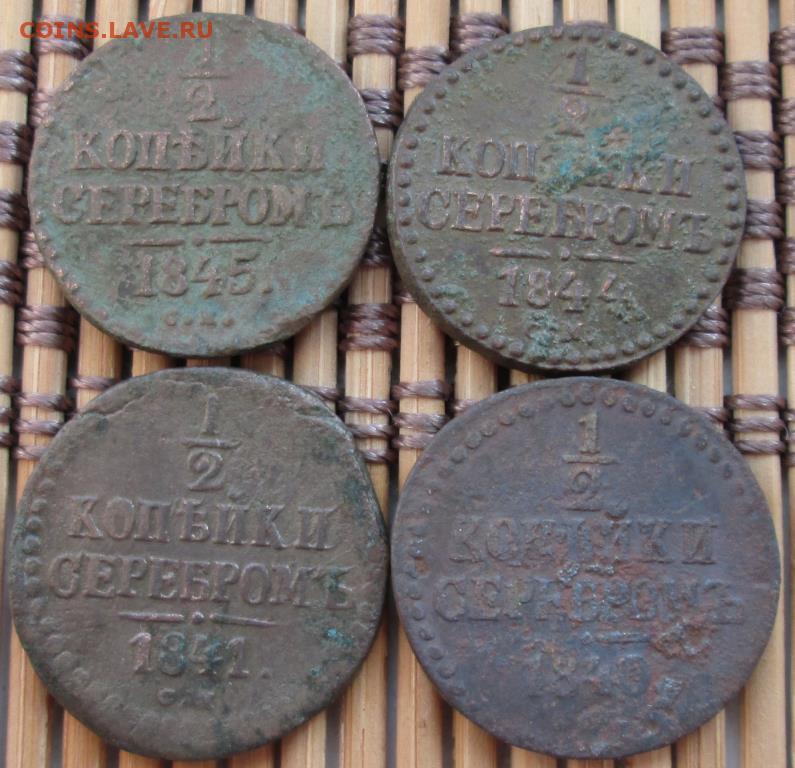 COINS.LAVE.RU
1
2
КОПѢЙКИ
СЕРЕБРОМЪ
1845.
С.М.
1
2
КОПѢЙКИ
СЕРЕБРОМЪ
1844.
1
2
КОПѢЙКИ
СЕРЕБРОМЪ
1841.
1
2
КОПѢЙКИ
СЕРЕБРОМЪ
1840